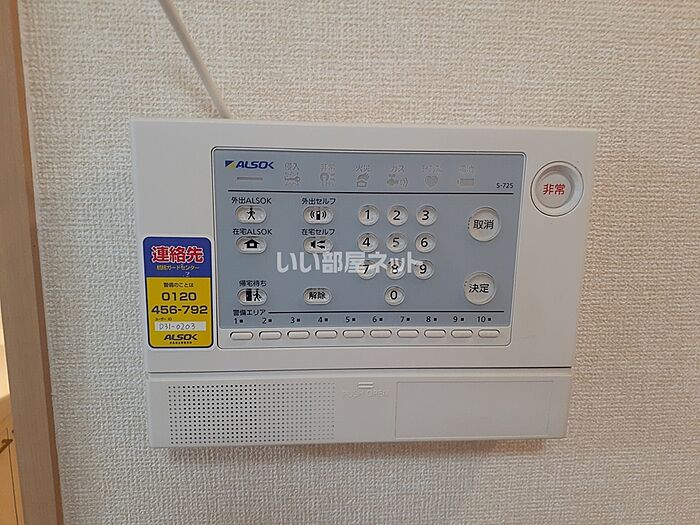 ALSOK
侵入 非常 火災 ガス
S-725
非常
外出ALSOK 外出セルフ
在宅ALSOK 在宅セルフ
帰宅待ち
解除
1 2 3
4 5 6
7 8 9
0
取消
決定
警備エリア
1 2 3 4 5 6 7 8 9 10
連絡先
警備のことは
0120
456-792
D31-0203
ALSOK
PUSH OPEN
いい部屋ネット